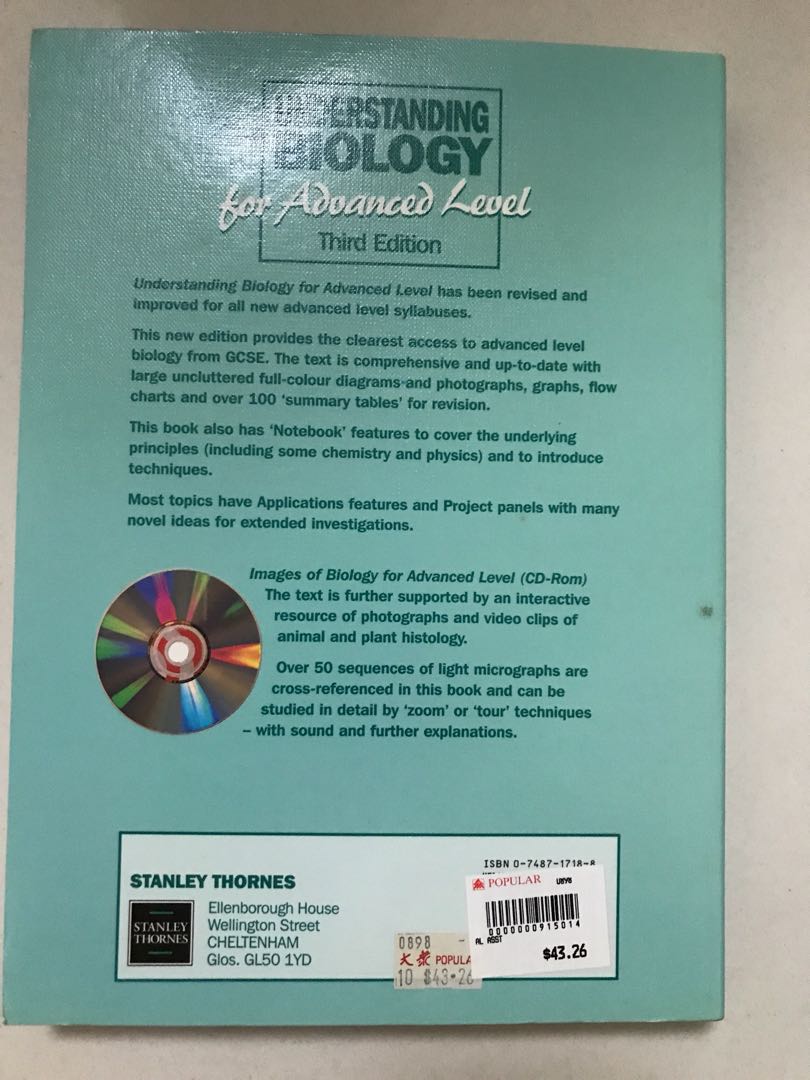 UNDERSTANDING
BIOLOGY
for Advanced Level
Third Edition
Understanding Biology for Advanced Level has been revised and
improved for all new advanced level syllabuses.
This new edition provides the clearest access to advanced level
biology from GCSE. The text is comprehensive and up-to-date with
large uncluttered full-colour diagrams and photographs, graphs, flow
charts and over 100 ‘summary tables’ for revision.
This book also has ‘Notebook’ features to cover the underlying
principles (including some chemistry and physics) and to introduce
techniques.
Most topics have Applications features and Project panels with many
novel ideas for extended investigations.
Images of Biology for Advanced Level (CD-Rom)
The text is further supported by an interactive
resource of photographs and video clips of
animal and plant histology.
Over 50 sequences of light micrographs are
cross-referenced in this book and can be
studied in detail by ‘zoom’ or ‘tour’ techniques
– with sound and further explanations.
ISBN 0-7487-1718-8
STANLEY THORNES
STANLEY
THORNES
Ellenborough House
Wellington Street
CHELTENHAM
Glos. GL50 1YD
POPULAR
0000000915014
AL ASST
$43.26
0898 -
大衆 POPULA
10 $43.26